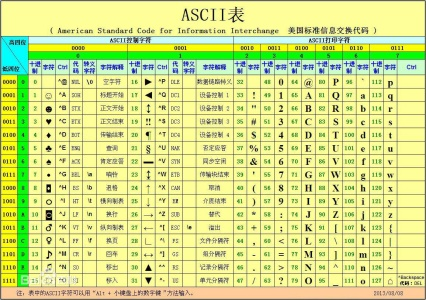 ASCII表
( American Standard Code for Information Interchange 美国标准信息交换代码 )
高四位 ASCII控制字符 ASCII打印字符
0000 0001 0010 0011 0100 0101 0110 0111
0 1 2 3 4 5 6 7
低四位 十进制 字符 Ctrl 代码 转义字符 字符解释 十进制 字符 Ctrl 代码 转义字符 字符解释 十进制 字符 十进制 字符 十进制 字符 十进制 字符 十进制 字符 十进制 字符 Ctrl
0000 0 0 ^@ NUL \0 空字符 16 ► ^P DLE 数据链路转义 32 48 0 64 @ 80 P 96 ` 112 p
0001 1 1 ☺ ^A SOH 标题开始 17 ◄ ^Q DC1 设备控制 1 33 ! 49 1 65 A 81 Q 97 a 113 q
0010 2 2 ☻ ^B STX 正文开始 18 ↕ ^R DC2 设备控制 2 34 " 50 2 66 B 82 R 98 b 114 r
0011 3 3 ♥ ^C ETX 正文结束 19 ‼ ^S DC3 设备控制 3 35 # 51 3 67 C 83 S 99 c 115 s
0100 4 4 ♦ ^D EOT 传输结束 20 ¶ ^T DC4 设备控制 4 36 $ 52 4 68 D 84 T 100 d 116 t
0101 5 5 ♣ ^E ENQ 查询 21 § ^U NAK 否定应答 37 % 53 5 69 E 85 U 101 e 117 u
0110 6 6 ♠ ^F ACK 肯定应答 22 ▬ ^V SYN 同步空闲 38 & 54 6 70 F 86 V 102 f 118 v
0111 7 7 • ^G BEL \a 响铃 23 ↨ ^W ETB 传输块结束 39 ' 55 7 71 G 87 W 103 g 119 w
1000 8 8 ◘ ^H BS \b 退格 24 ↑ ^X CAN 取消 40 ( 56 8 72 H 88 X 104 h 120 x
1001 9 9 ○ ^I HT \t 横向制表 25 ↓ ^Y EM 介质结束 41 ) 57 9 73 I 89 Y 105 i 121 y
1010 A 10 ◙ ^J LF \n 换行 26 → ^Z SUB 替代 42 * 58 : 74 J 90 Z 106 j 122 z
1011 B 11 ♂ ^K VT \v 纵向制表 27 ← ^[ ESC \e 溢出 43 + 59 ; 75 K 91 [ 107 k 123 {
1100 C 12 ♀ ^L FF \f 换页 28 ∟ ^\ FS 文件分隔符 44 , 60 < 76 L 92 \ 108 l 124 |
1101 D 13 ♪ ^M CR \r 回车 29 ↔ ^] GS 组分隔符 45 - 61 = 77 M 93 ] 109 m 125 }
1110 E 14 ♫ ^N SO 移出 30 ▲ ^^ RS 记录分隔符 46 . 62 > 78 N 94 ^ 110 n 126 ~
1111 15 ^O SI 移入 31 ▼ ^- US 单元分隔符 47 / 63 ? 79 O 95 _ 111 o 127 ⌂ ^Backspace 代码：DEL
注：表中的ASCII字符可以用 "Alt + 小键盘上的数字键" 方法输入。 2013/08/08